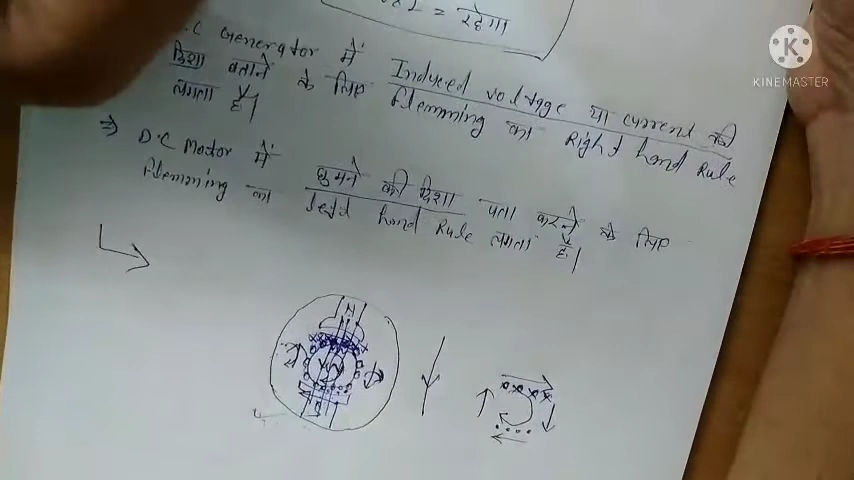 = रहेगा
.C Generator में Induced voltage या current की
दिशा बताने के लिए Flemming का Right hand Rule
लगता है।
⇒ D.C Motor में घुमने की दिशा पता करने के लिए
Flemming का left hand Rule लगता है।
N
K
KINEMASTER